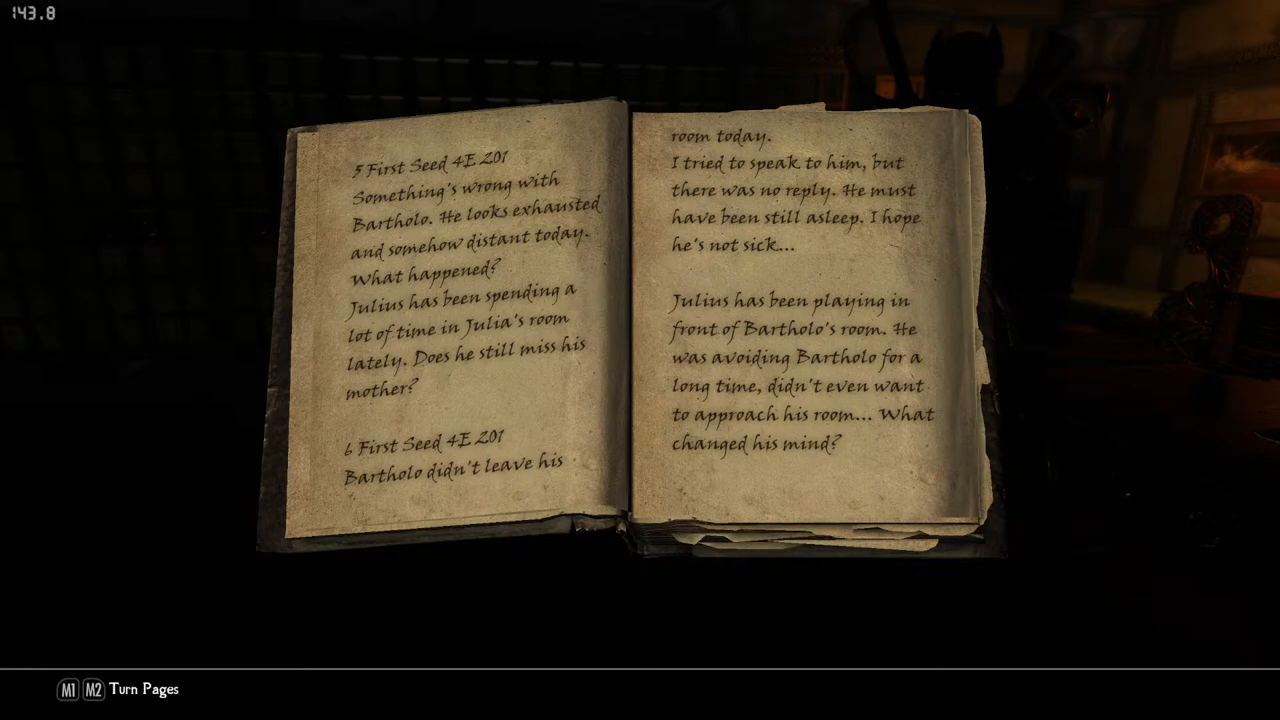 143.8
5 First Seed 4E 201
Something's wrong with
Bartholo. He looks exhausted
and somehow distant today.
What happened?
Julius has been spending a
lot of time in Julia's room
lately. Does he still miss his
mother?
6 First Seed 4E 201
Bartholo didn't leave his
room today.
I tried to speak to him, but
there was no reply. He must
have been still asleep. I hope
he's not sick...
Julius has been playing in
front of Bartholo's room. He
was avoiding Bartholo for a
long time, didn't even want
to approach his room... What
changed his mind?
M1 M2 Turn Pages